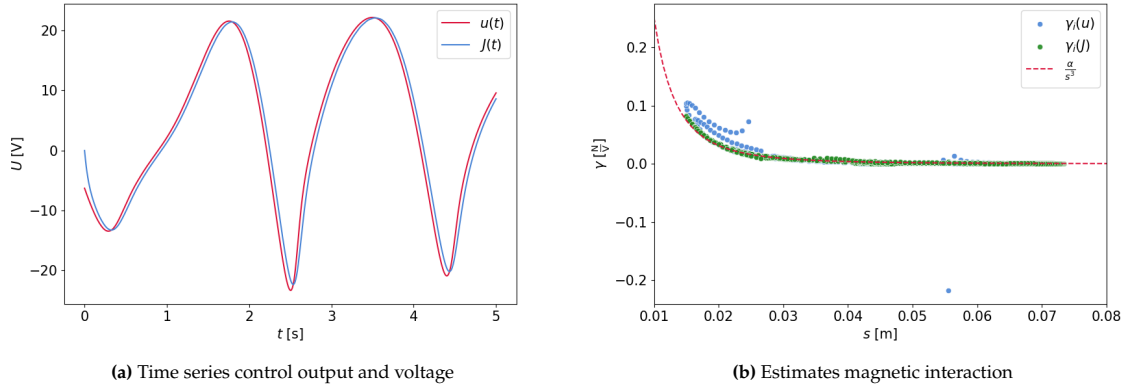 u(t)
J(t)
20
10
0
−10
−20
U [V]
0
1
2
3
4
5
t [s]
(a) Time series control output and voltage
γᵢ(u)
γᵢ(J)
α/s³
0.2
0.1
0.0
−0.1
−0.2
γ [N/V]
0.01
0.02
0.03
0.04
0.05
0.06
0.07
0.08
s [m]
(b) Estimates magnetic interaction